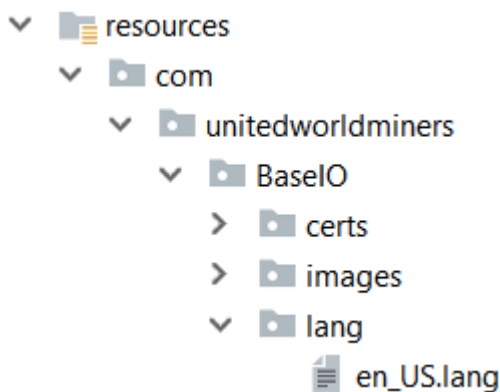 resources
com
unitedworldminers
BaseIO
certs
images
lang
en_US.lang